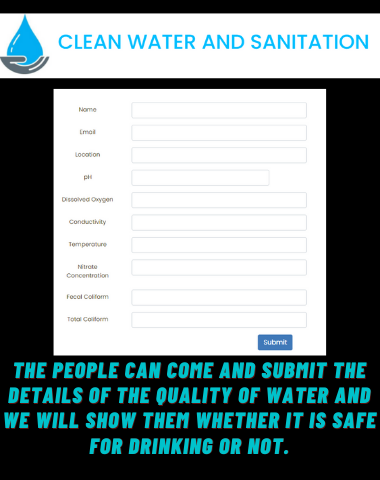 CLEAN WATER AND SANITATION
Name
Email
Location
pH
Dissolved Oxygen
Conductivity
Temperature
Nitrate
Concentration
Fecal Caliform
Total Caliform
Submit
THE PEOPLE CAN COME AND SUBMIT THE
DETAILS OF THE QUALITY OF WATER AND
WE WILL SHOW THEM WHETHER IT IS SAFE
FOR DRINKING OR NOT.